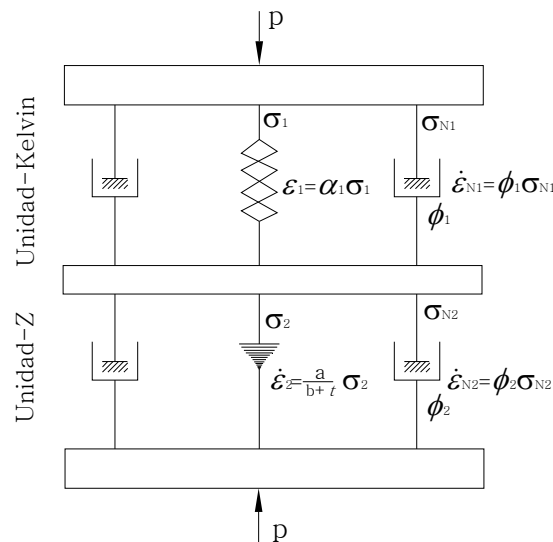 p
Unidad-Kelvin
σ1
σN1
ε1=α1σ1
ε̇N1=ϕ1σN1
ϕ1
Unidad-Z
σ2
σN2
ε̇2=a/b+t σ2
ε̇N2=ϕ2σN2
ϕ2
p